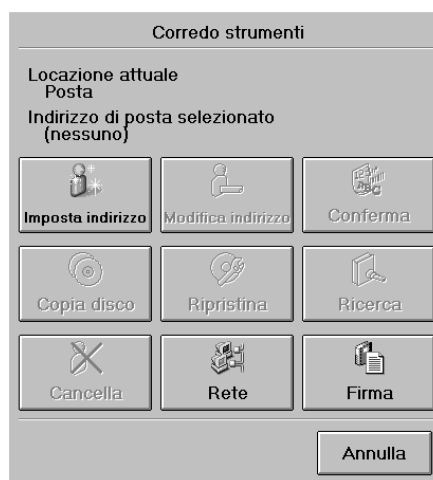 Corredo strumenti
Locazione attuale
Posta
Indirizzo di posta selezionato
(nessuno)
Imposta indirizzo
Modifica indirizzo
Conferma
Copia disco
Ripristina
Ricerca
Cancella
Rete
Firma
Annulla